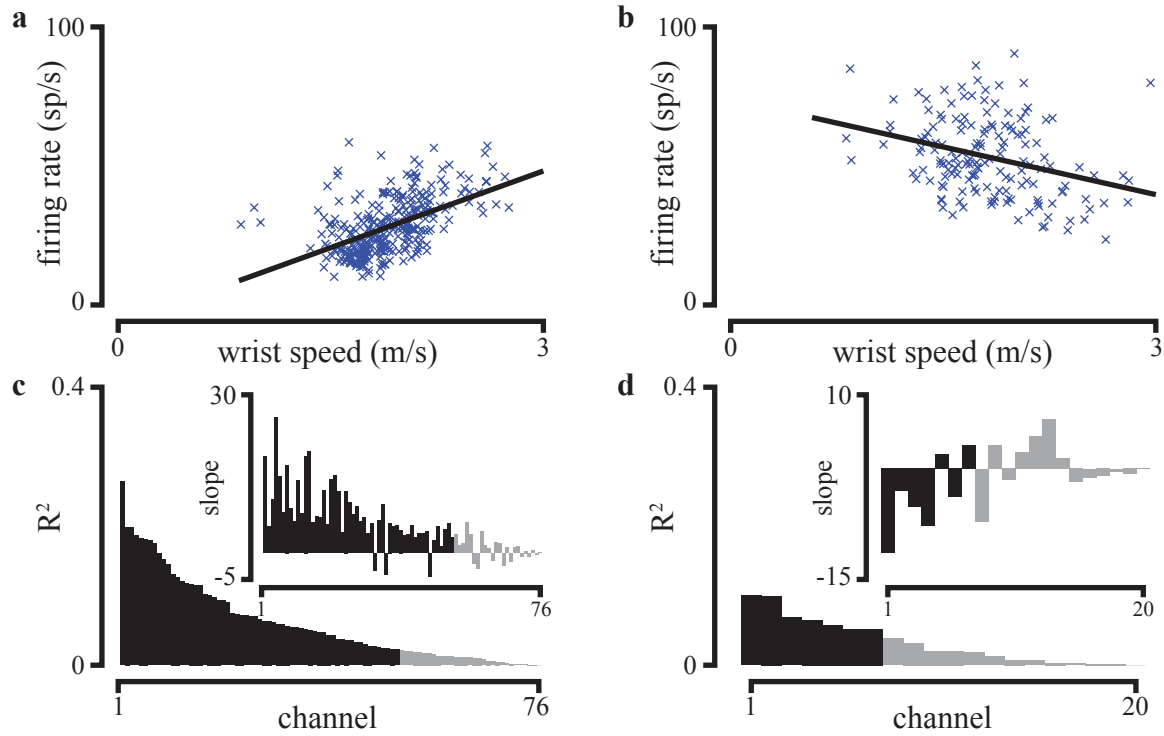 a
100
firing rate (sp/s)
0
0
wrist speed (m/s)
3
b
100
firing rate (sp/s)
0
0
wrist speed (m/s)
3
c
0.4
R²
0
1
channel
76
30
slope
-5
1
76
d
0.4
R²
0
1
channel
20
10
slope
-15
1
20